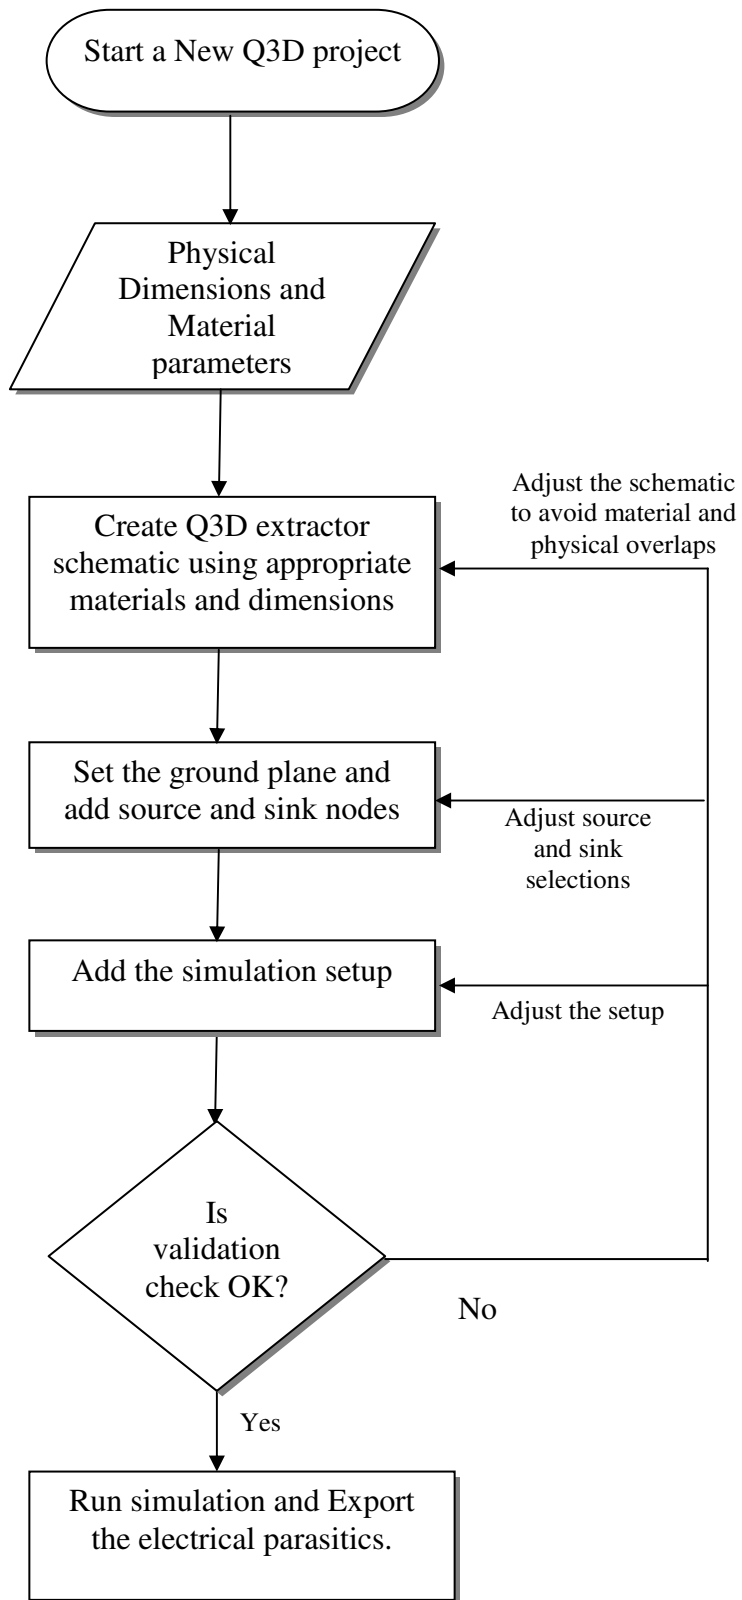 Start a New Q3D project
Physical
Dimensions and
Material
parameters
Adjust the schematic
to avoid material and
physical overlaps
Create Q3D extractor
schematic using appropriate
materials and dimensions
Set the ground plane and
add source and sink nodes
Adjust source
and sink
selections
Add the simulation setup
Adjust the setup
Is
validation
check OK?
No
Yes
Run simulation and Export
the electrical parasitics.